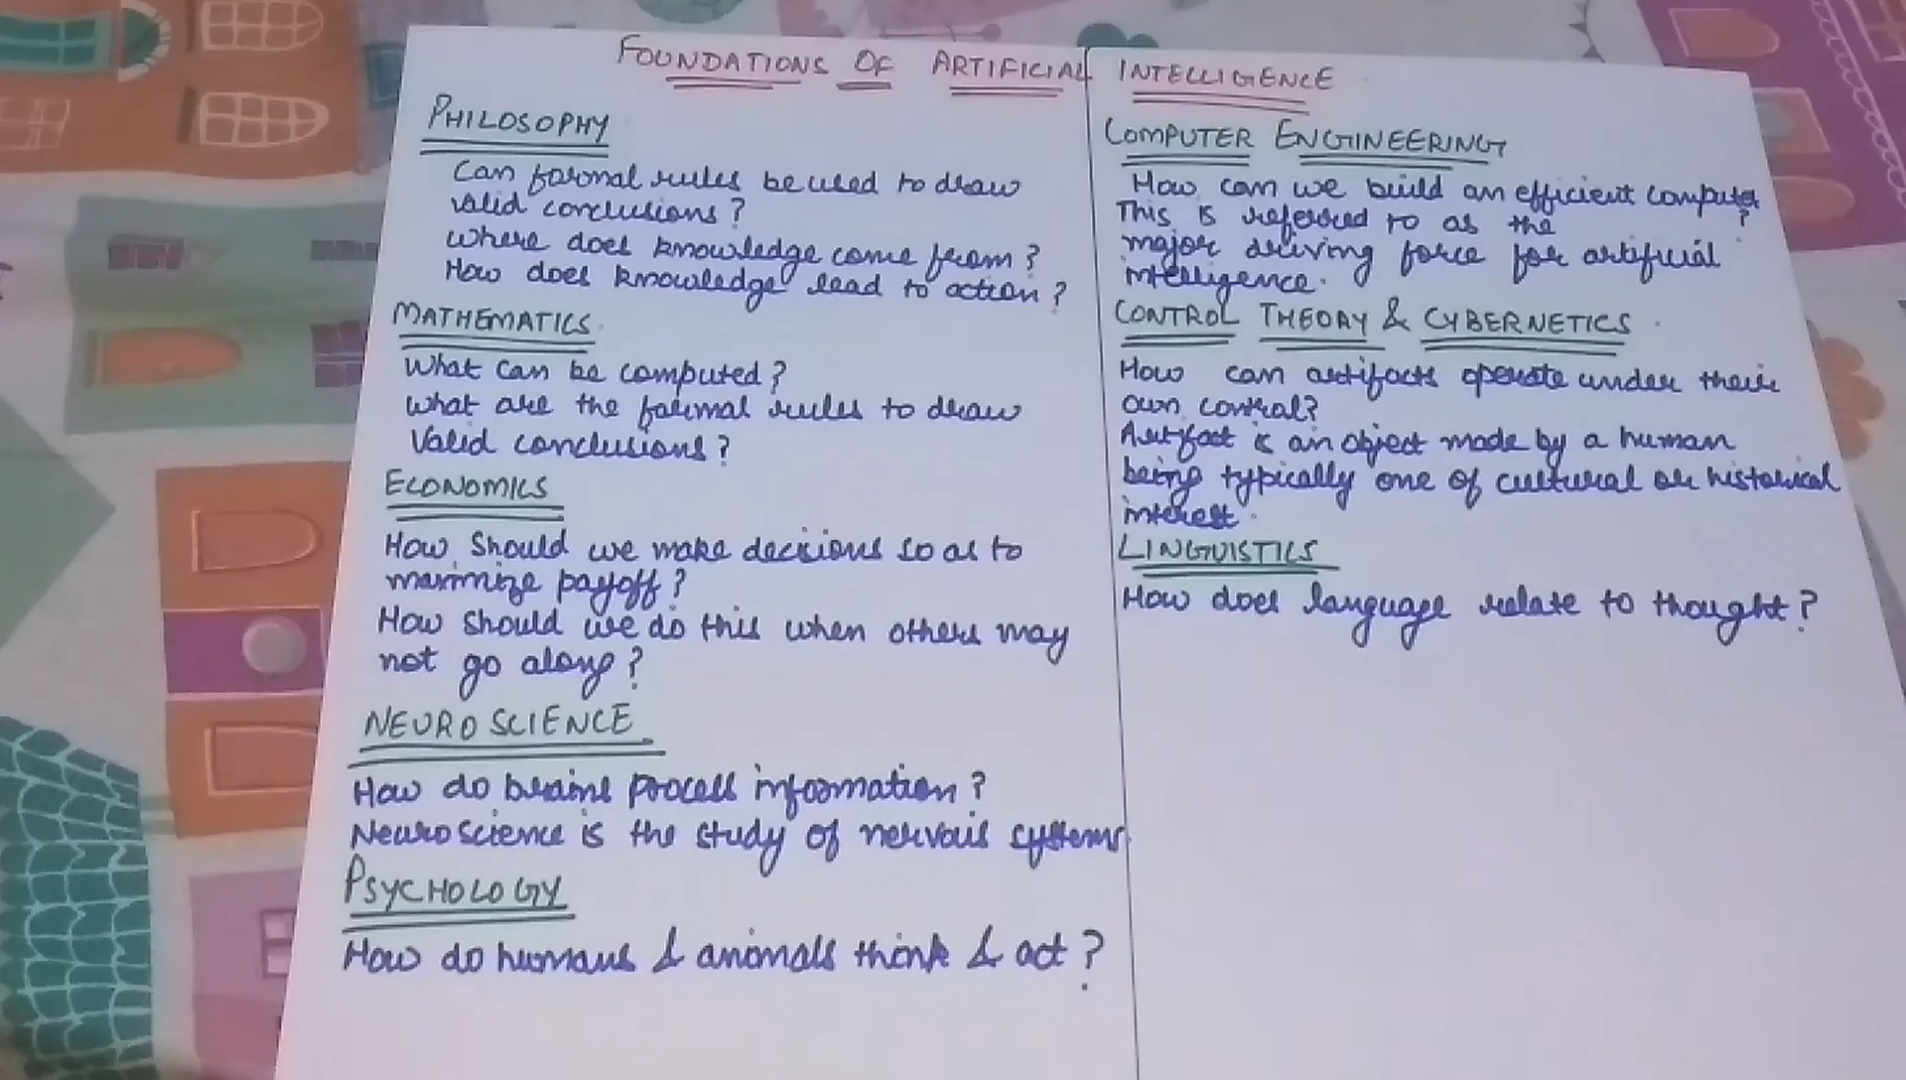 FOUNDATIONS OF ARTIFICIAL INTELLIGENCE
PHILOSOPHY
Can formal rules be used to draw
valid conclusions?
Where does knowledge come from?
How does knowledge lead to action?
MATHEMATICS
What can be computed?
What are the formal rules to draw
valid conclusions?
ECONOMICS
How should we make decisions so as to
maximize payoff?
How should we do this when others may
not go along?
NEUROSCIENCE
How do brains process information?
Neuroscience is the study of nervous systems
PSYCHOLOGY
How do humans & animals think & act?
COMPUTER ENGINEERING
How can we build an efficient computer?
This is referred to as the
major driving force for artificial
intelligence.
CONTROL THEORY & CYBERNETICS
How can artifacts operate under their
own control?
Artifact is an object made by a human
being typically one of cultural or historical
interest.
LINGUISTICS
How does language relate to thought?